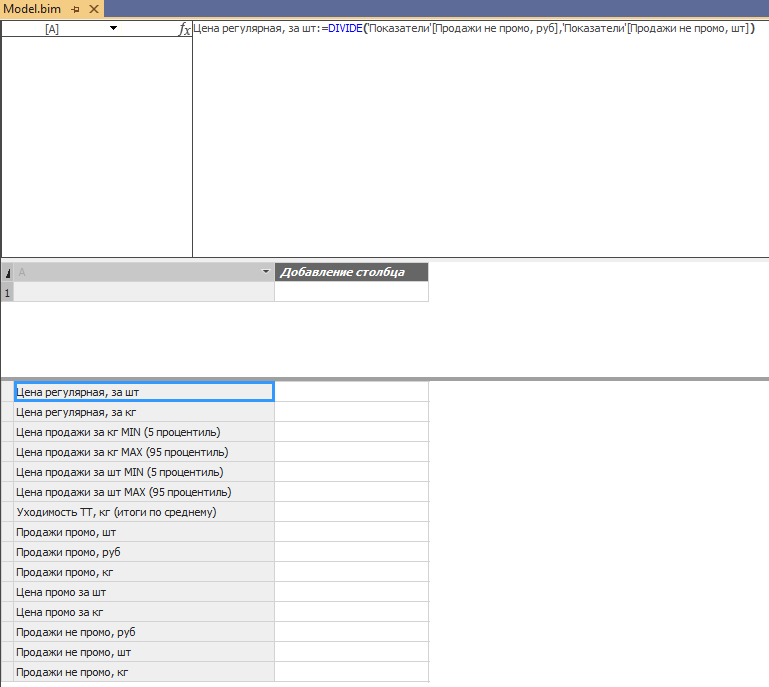 Model.bim
[A]
fx
Цена регулярная, за шт:=DIVIDE('Показатели'[Продажи не промо, руб],'Показатели'[Продажи не промо, шт])
A
Добавление столбца
1
Цена регулярная, за шт
Цена регулярная, за кг
Цена продажи за кг MIN (5 процентиль)
Цена продажи за кг MAX (95 процентиль)
Цена продажи за шт MIN (5 процентиль)
Цена продажи за шт MAX (95 процентиль)
Уходимость ТТ, кг (итоги по среднему)
Продажи промо, шт
Продажи промо, руб
Продажи промо, кг
Цена промо за шт
Цена промо за кг
Продажи не промо, руб
Продажи не промо, шт
Продажи не промо, кг